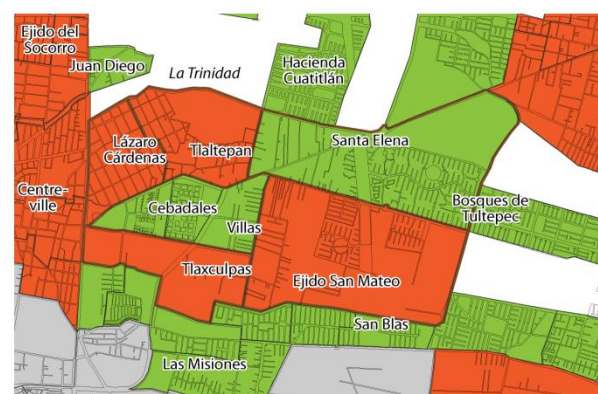 Ejido del
Socorro
Juan Diego
La Trinidad
Hacienda
Cuatitlán
Lázaro
Cárdenas
Tlaltepan
Santa Elena
Centre-
ville
Cebadales
Villas
Bosques de
Tultepec
Tlaxculpas
Ejido San Mateo
San Blas
Las Misiones